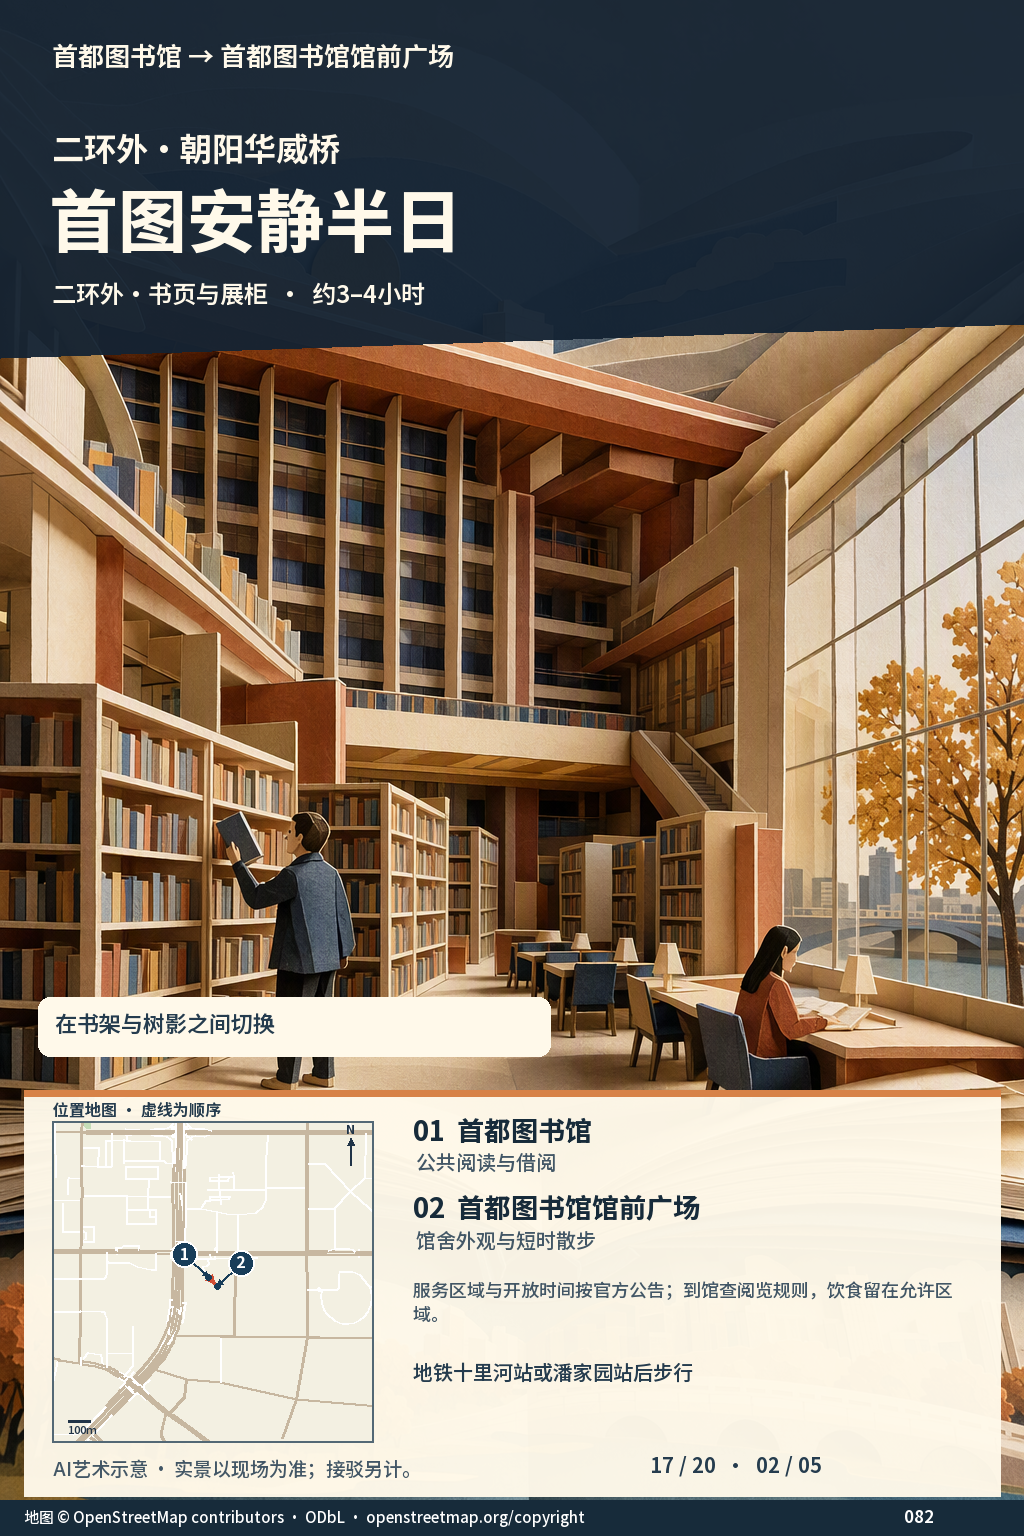 首都图书馆 → 首都图书馆馆前广场
二环外・朝阳华威桥
首图安静半日
二环外・书页与展柜 · 约3–4小时
在书架与树影之间切换
位置地图 · 虚线为顺序
N
1
2
100m
01 首都图书馆
公共阅读与借阅
02 首都图书馆馆前广场
馆舍外观与短时散步
服务区域与开放时间按官方公告；到馆查阅览规则，饮食留在允许区
域。
地铁十里河站或潘家园站后步行
AI艺术示意 · 实景以现场为准；接驳另计。
17 / 20 · 02 / 05
地图 © OpenStreetMap contributors · ODbL · openstreetmap.org/copyright
082